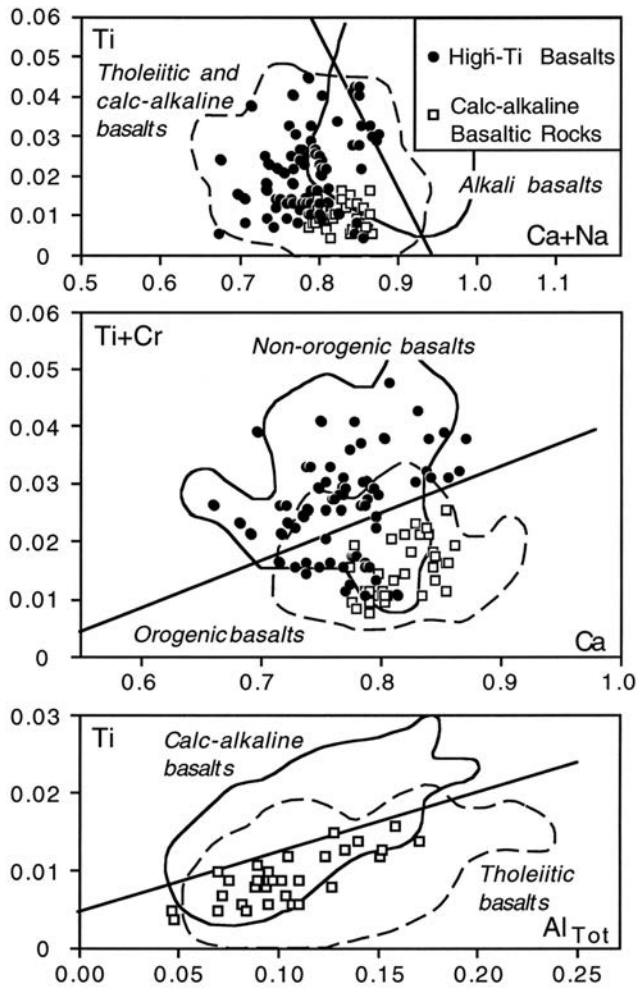 0.06
Ti
High-Ti Basalts
Tholeiitic and
calc-alkaline
basalts
Calc-alkaline
Basaltic Rocks
Alkali basalts
0.05
0.04
0.03
0.02
0.01
0
Ca+Na
0.5 0.6 0.7 0.8 0.9 1.0 1.1
0.06
Ti+Cr
Non-orogenic basalts
0.05
0.04
0.03
0.02
0.01
0
Orogenic basalts
Ca
0.6 0.7 0.8 0.9 1.0
0.03
Ti
Calc-alkaline
basalts
0.02
0.01
Tholeiitic
basalts
0
AlTot
0.00 0.05 0.10 0.15 0.20 0.25